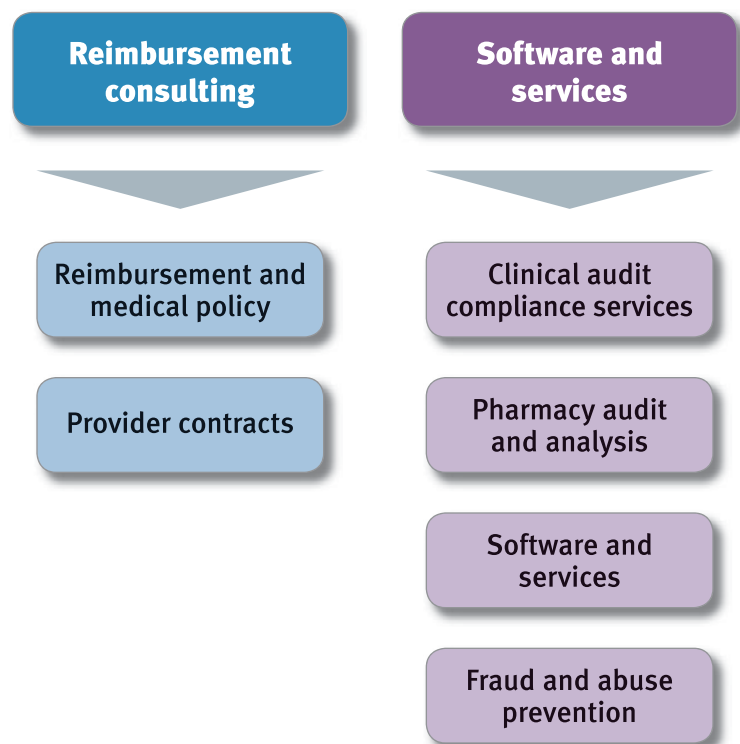 Reimbursement
consulting
Reimbursement and
medical policy
Provider contracts
Software and
services
Clinical audit
compliance services
Pharmacy audit
and analysis
Software and
services
Fraud and abuse
prevention